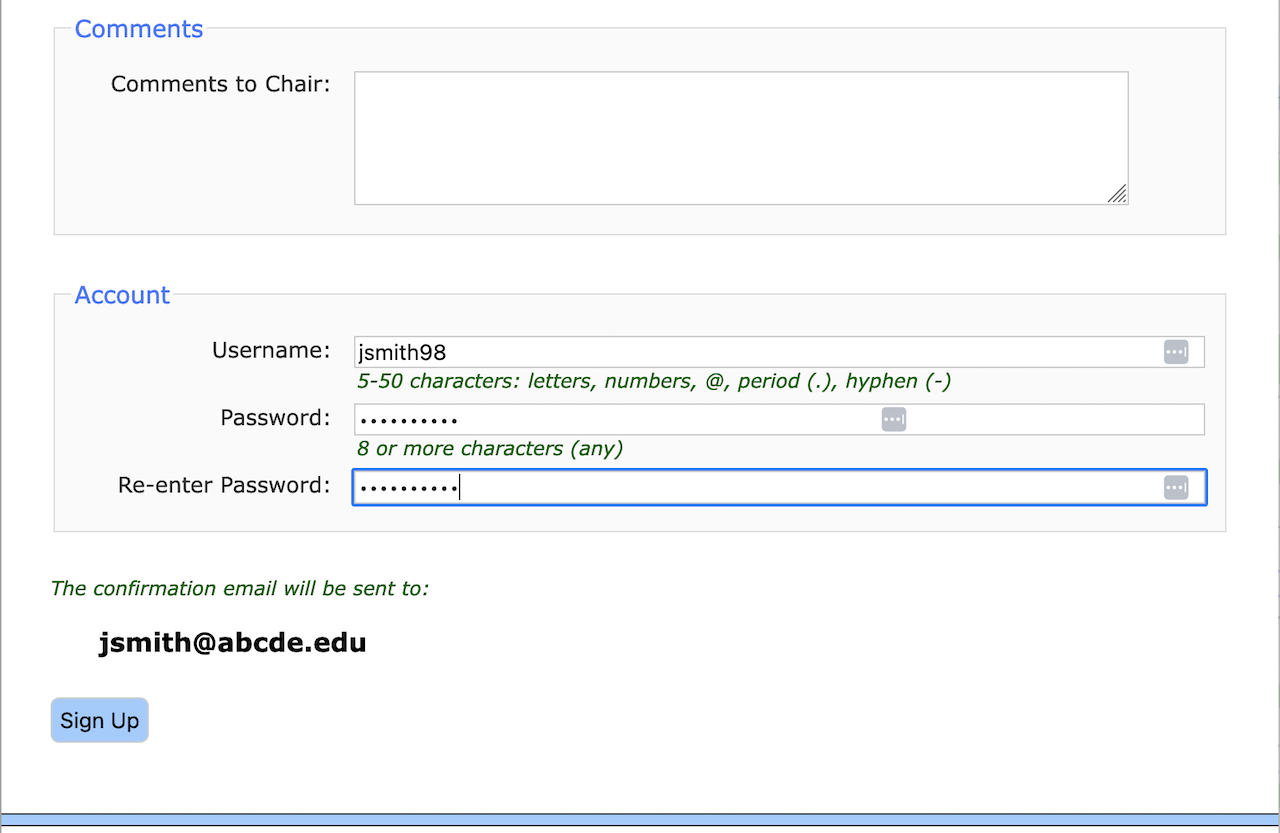 Comments
Comments to Chair:
Account
Username: jsmith98
5-50 characters: letters, numbers, @, period (.), hyphen (-)
Password: ••••••••••
8 or more characters (any)
Re-enter Password: ••••••••••
The confirmation email will be sent to:
jsmith@abcde.edu
Sign Up